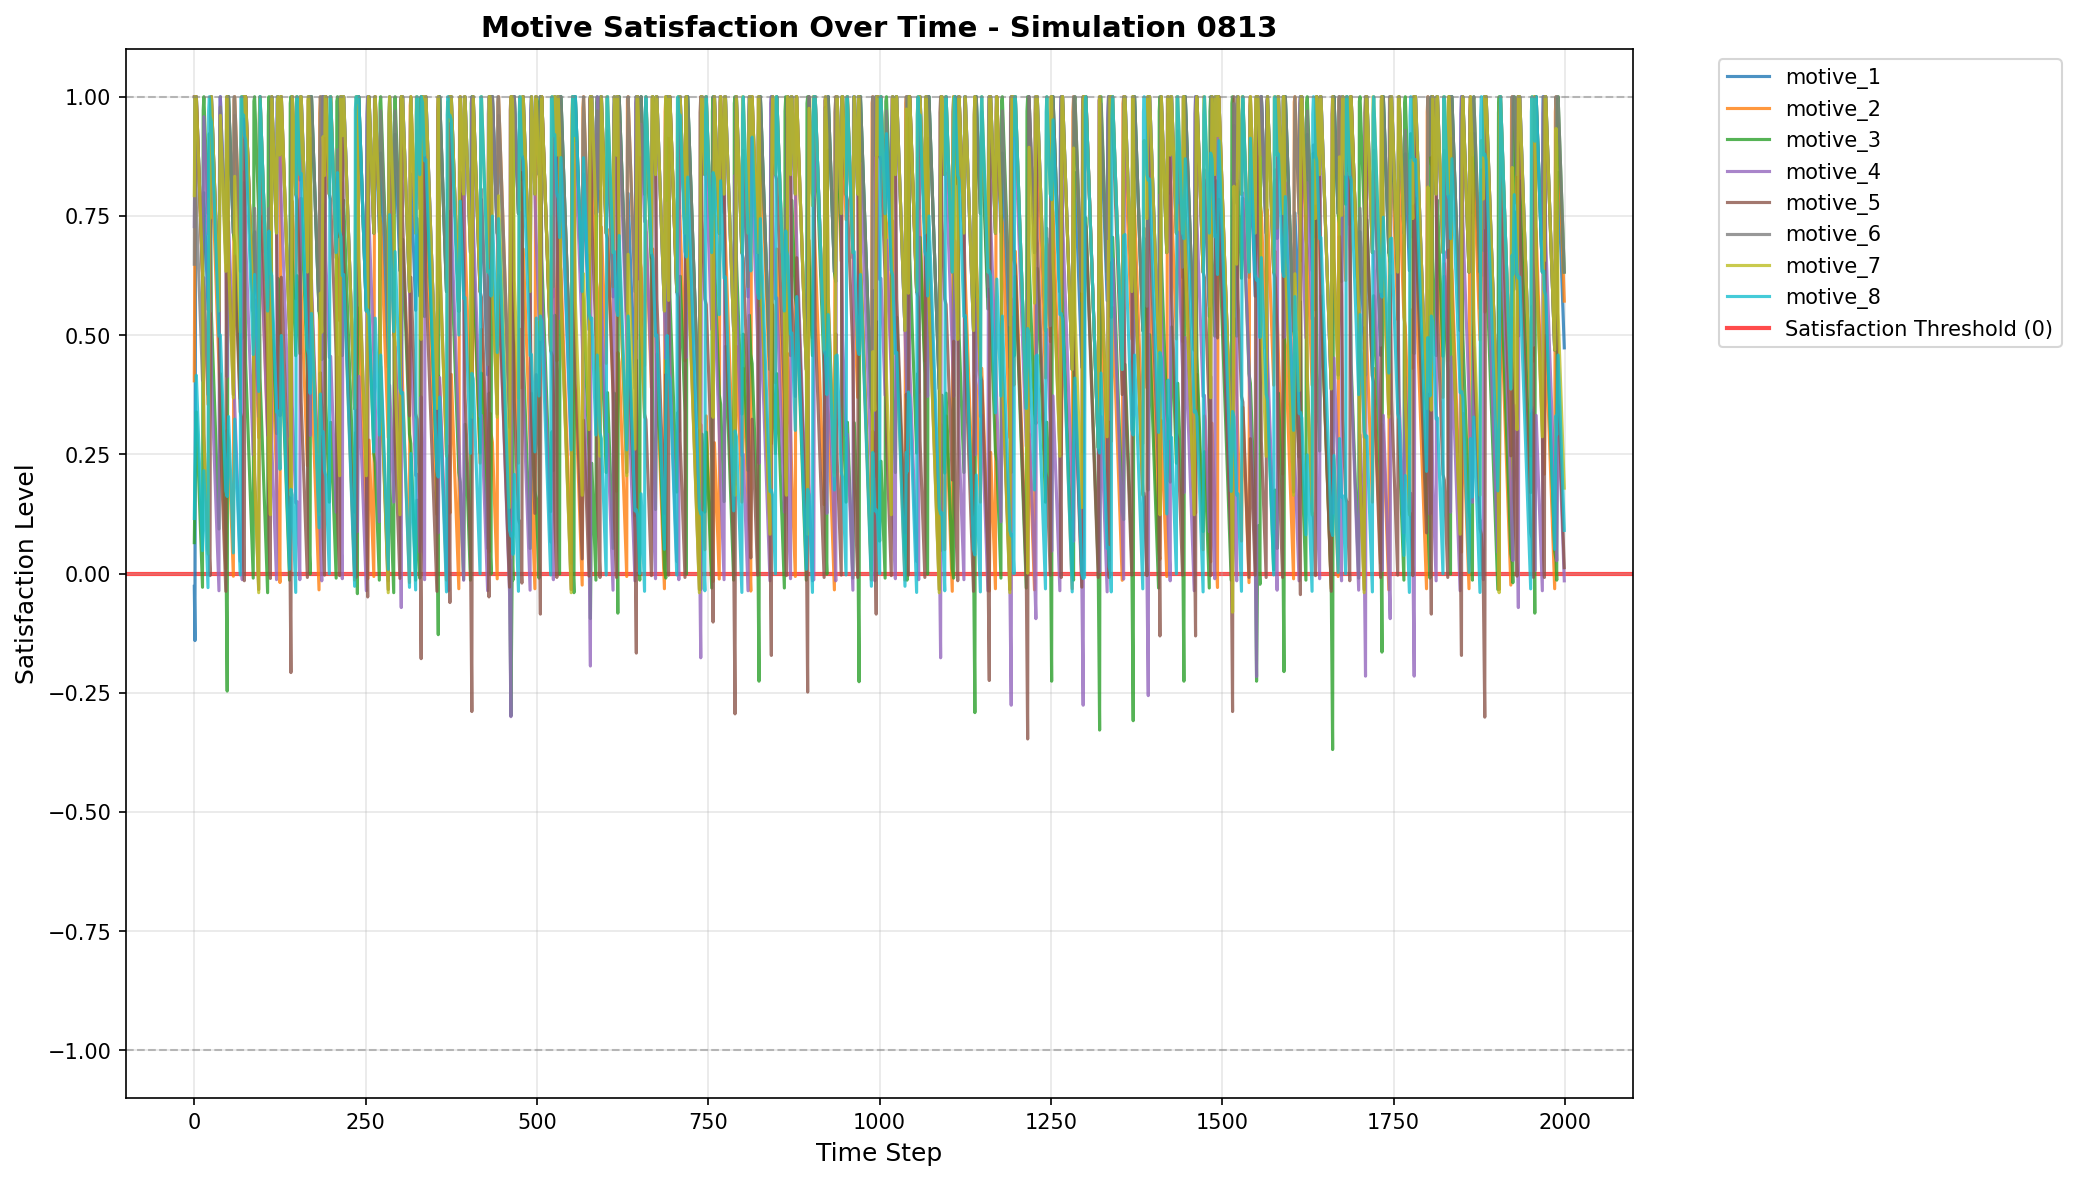 Motive Satisfaction Over Time - Simulation 0813
1.00
0.75
0.50
0.25
0.00
−0.25
−0.50
−0.75
−1.00
Satisfaction Level
0 250 500 750 1000 1250 1500 1750 2000
Time Step
motive_1
motive_2
motive_3
motive_4
motive_5
motive_6
motive_7
motive_8
Satisfaction Threshold (0)